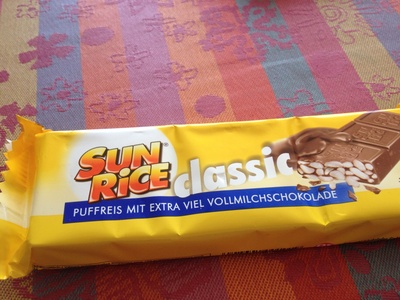 SUN
RICE® classic
PUFFREIS MIT EXTRA VIEL VOLLMILCHSCHOKOLADE